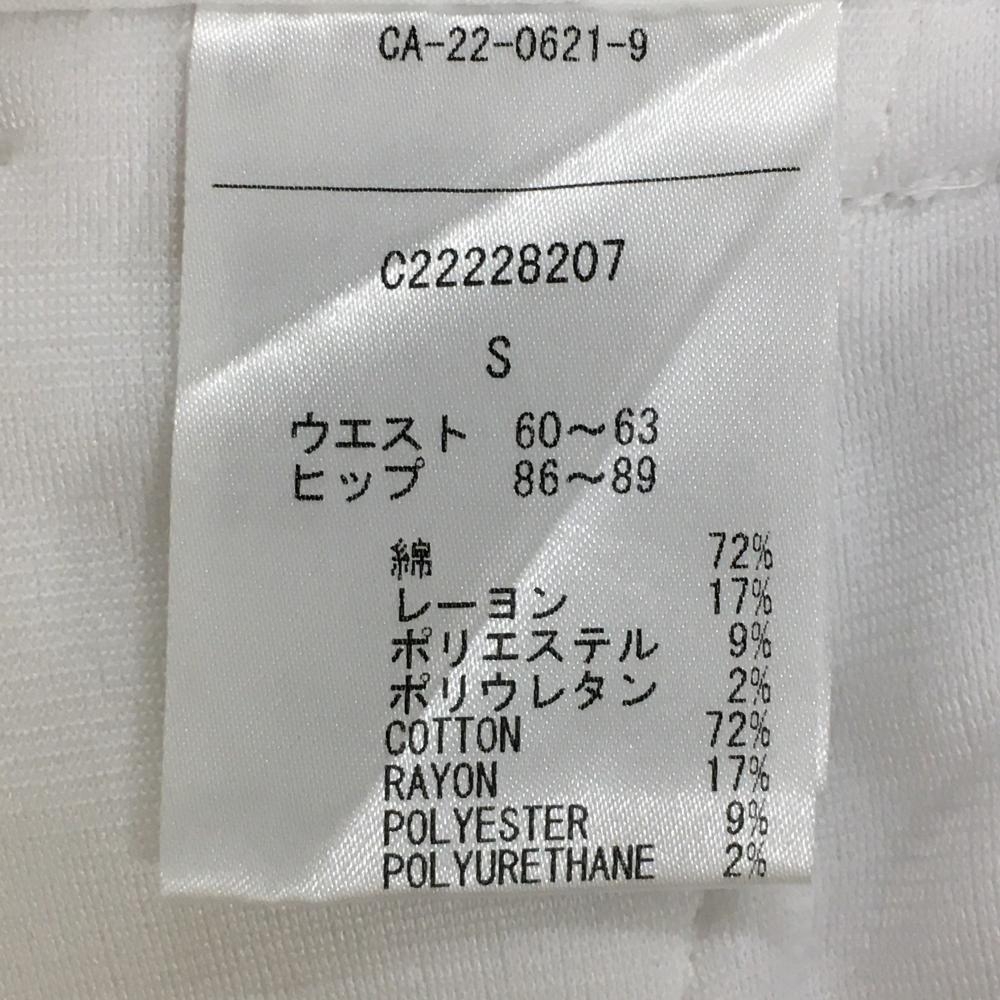 CA-22-0621-9
C22228207
S
ウエスト 60～63
ヒップ 86～89
綿 72%
レーヨン 17%
ポリエステル 9%
ポリウレタン 2%
COTTON 72%
RAYON 17%
POLYESTER 9%
POLYURETHANE 2%